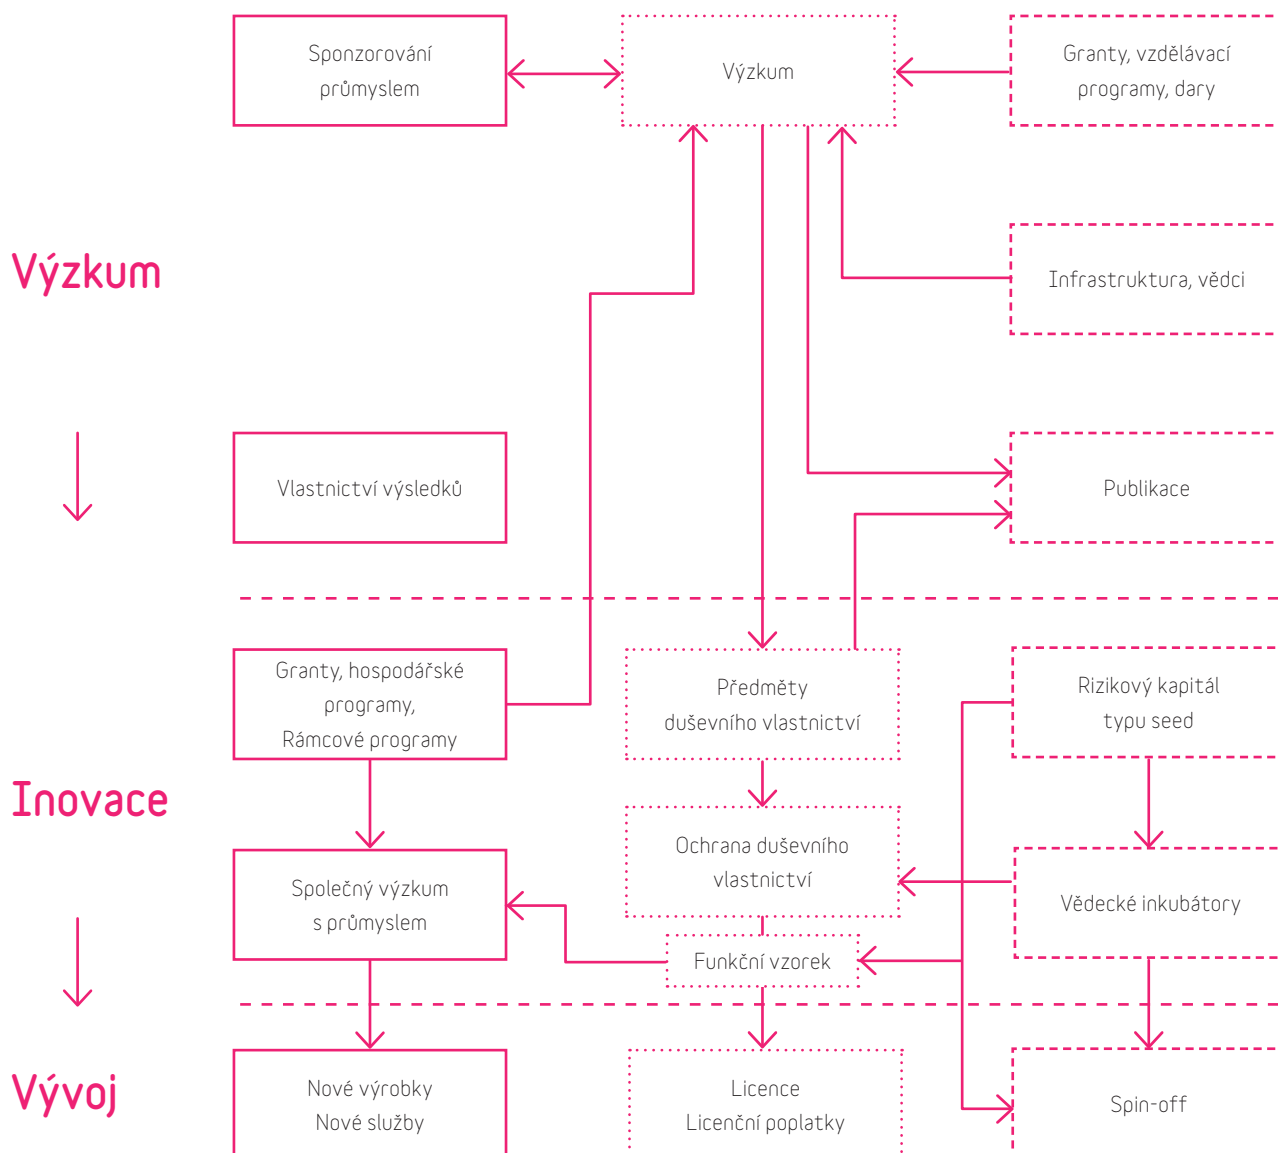 Sponzorování
průmyslem
Výzkum
Granty, vzdělávací
programy, dary
Výzkum
Infrastruktura, vědci
Vlastnictví výsledků
Publikace
Granty, hospodářské
programy,
Rámcové programy
Předměty
duševního vlastnictví
Rizikový kapitál
typu seed
Inovace
Společný výzkum
s průmyslem
Ochrana duševního
vlastnictví
Vědecké inkubátory
Funkční vzorek
Vývoj
Nové výrobky
Nové služby
Licence
Licenční poplatky
Spin-off